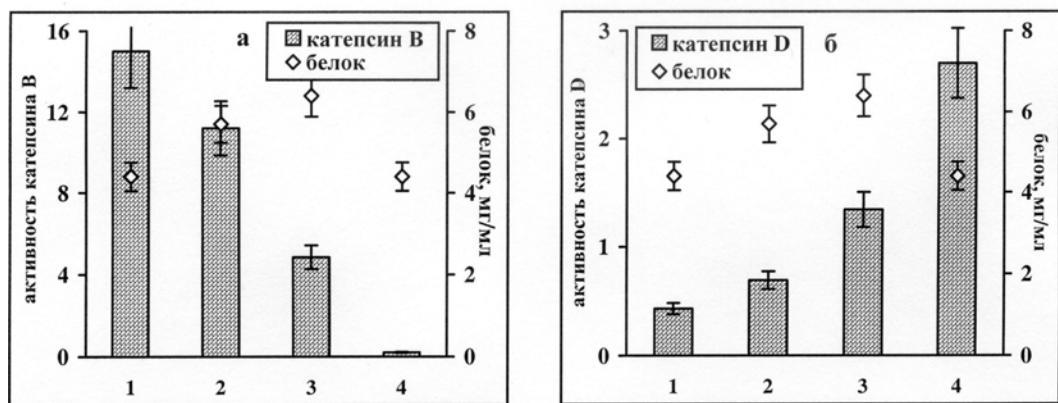 а
катепсин B
белок
активность катепсина B
16
12
8
4
0
8
6
4
2
0
белок, мг/мл
1 2 3 4
б
катепсин D
белок
активность катепсина D
3
2
1
0
8
6
4
2
0
белок, мг/мл
1 2 3 4